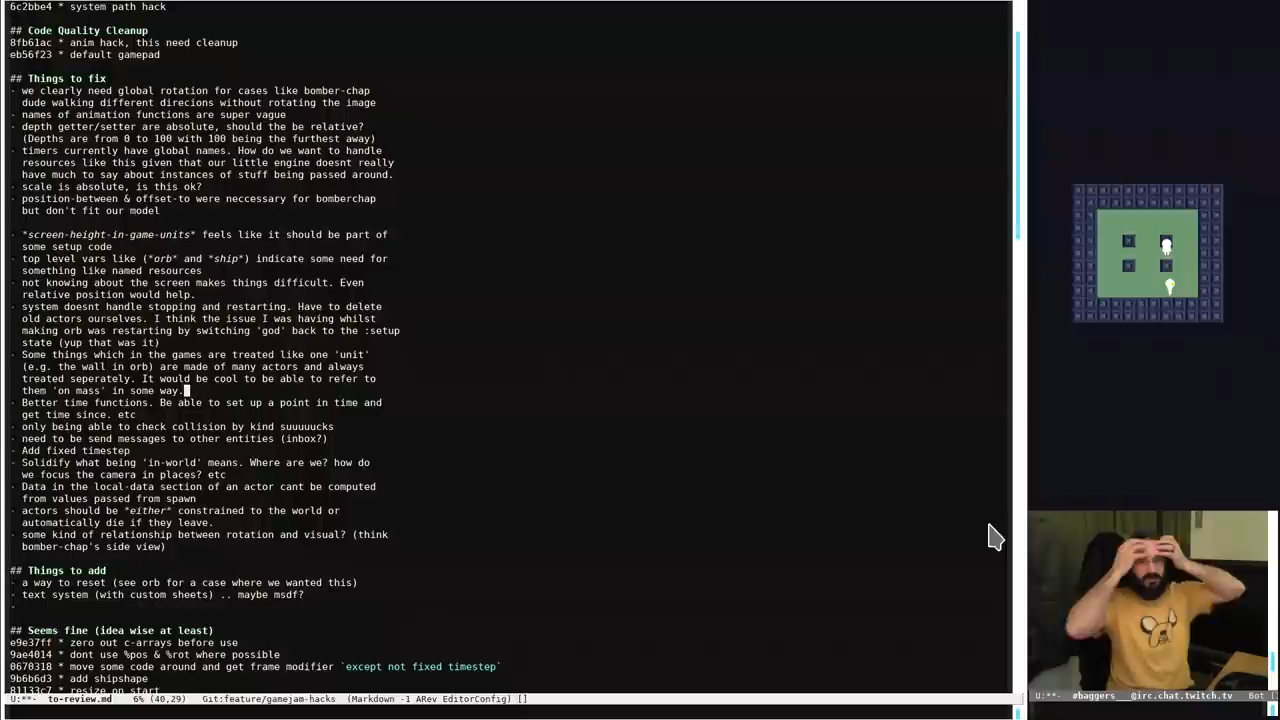 6c2bbe4 * system path hack
## Code Quality Cleanup
8fb61ac * anim hack, this need cleanup
eb56f23 * default gamepad
## Things to fix
- we clearly need global rotation for cases like bomber-chap
dude walking different direcions without rotating the image
- names of animation functions are super vague
- depth getter/setter are absolute, should the be relative?
(Depths are from 0 to 100 with 100 being the furthest away)
- timers currently have global names. How do we want to handle
resources like this given that our little engine doesnt really
have much to say about instances of stuff being passed around.
- scale is absolute, is this ok?
- position-between & offset-to were neccessary for bomberchap
but don't fit our model
- *screen-height-in-game-units* feels like it should be part of
some setup code
- top level vars like (*orb* and *ship*) indicate some need for
something like named resources
- not knowing about the screen makes things difficult. Even
relative position would help.
- system doesnt handle stopping and restarting. Have to delete
old actors ourselves. I think the issue I was having whilst
making orb was restarting by switching 'god' back to the :setup
state (yup that was it)
- Some things which in the games are treated like one 'unit'
(e.g. the wall in orb) are made of many actors and always
treated seperately. It would be cool to be able to refer to
them 'on mass' in some way.
- Better time functions. Be able to set up a point in time and
get time since. etc
- only being able to check collision by kind suuuuucks
- need to be send messages to other entities (inbox?)
- Add fixed timestep
- Solidify what being 'in-world' means. Where are we? how do
we focus the camera in places? etc
- Data in the local-data section of an actor cant be computed
from values passed from spawn
- actors should be *either* constrained to the world or
automatically die if they leave.
- some kind of relationship between rotation and visual? (think
bomber-chap's side view)
## Things to add
- a way to reset (see orb for a case where we wanted this)
- text system (with custom sheets) .. maybe msdf?
-
## Seems fine (idea wise at least)
e9e37ff * zero out c-arrays before use
9ae4014 * dont use %pos & %rot where possible
0670318 * move some code around and get frame modifier `except not fixed timestep`
9b6b6d3 * add shipshape
81133c7 * resize on start
U:**- to-review.md 6% (40,29) Git:feature/gamejam-hacks (Markdown -1 ARev EditorConfig) []
U:**- #baggers__ @irc.chat.twitch.tv Bot